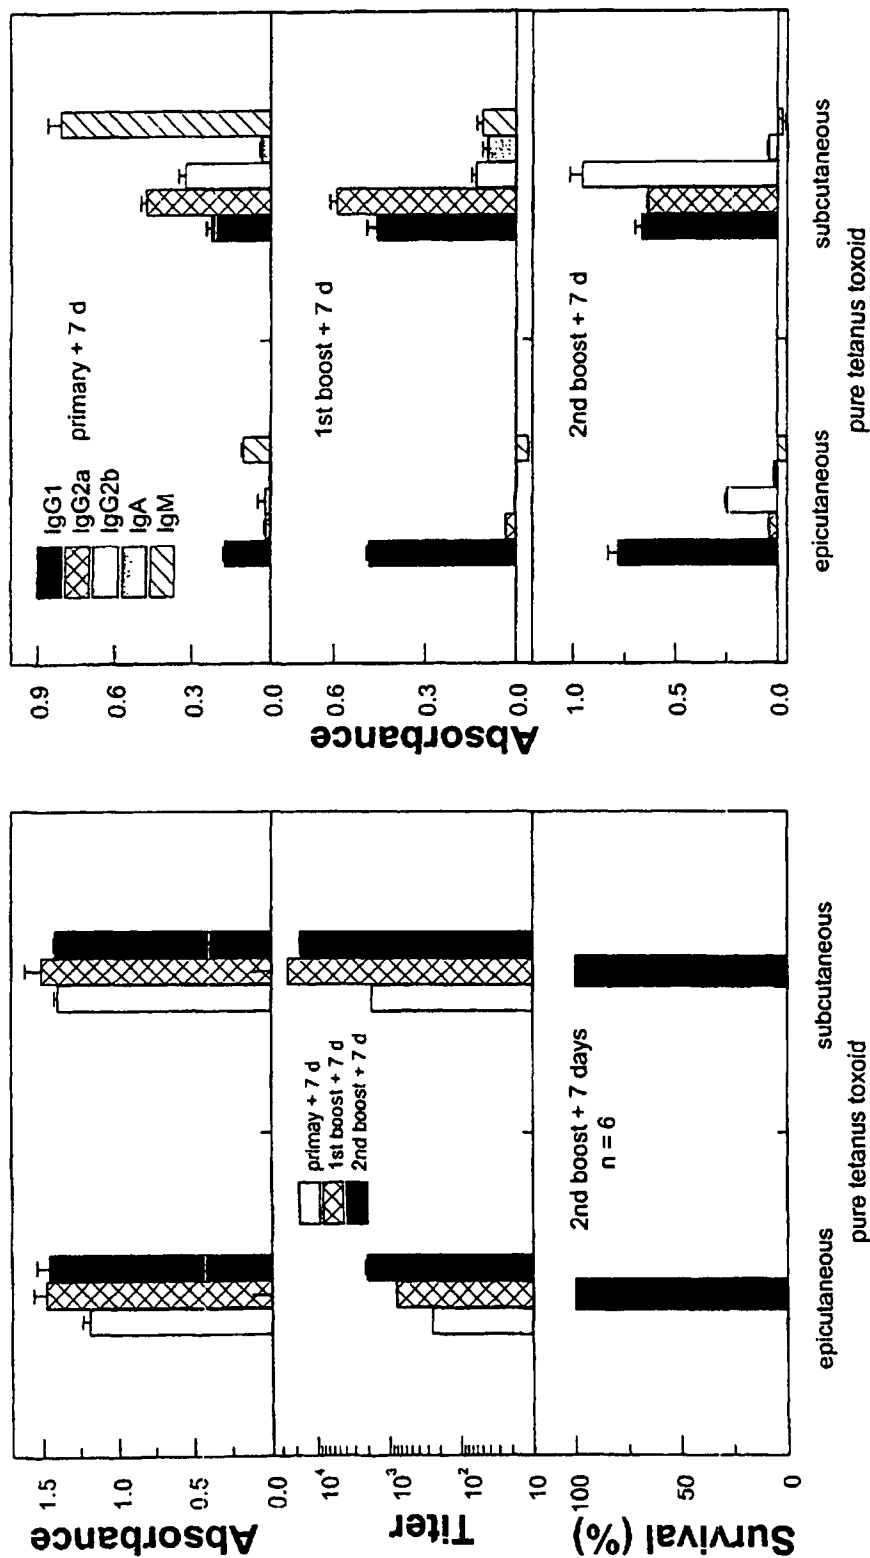 Absorbance
1.5
1.0
0.5
0.0
Titer
10⁴
10³
10²
10
primay + 7 d
1st boost + 7 d
2nd boost + 7 d
Survival (%)
100
50
0
2nd boost + 7 days
n = 6
epicutaneous
subcutaneous
pure tetanus toxoid
Absorbance
0.9
0.6
0.3
0.0
IgG1
IgG2a
IgG2b
IgA
IgM
primary + 7 d
0.6
0.3
0.0
1st boost + 7 d
1.0
0.5
0.0
2nd boost + 7 d
epicutaneous
subcutaneous
pure tetanus toxoid